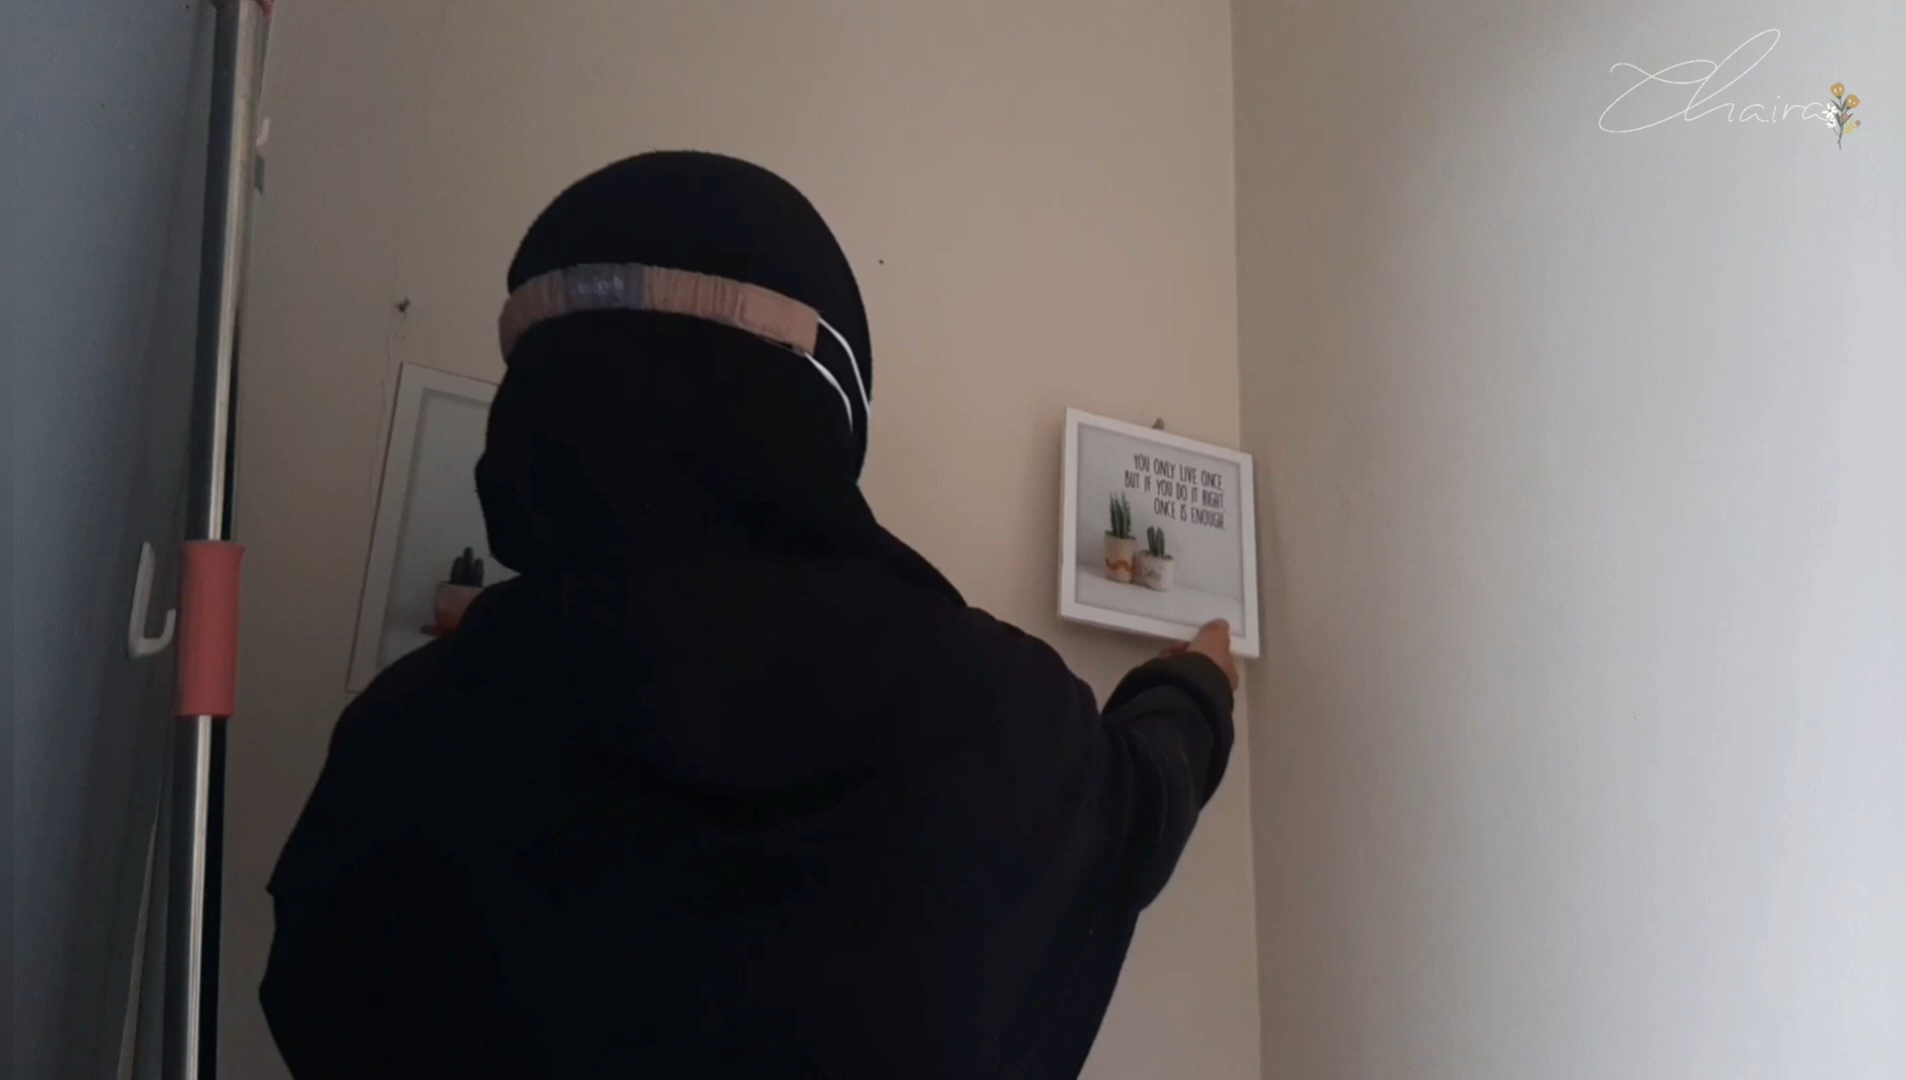 Chaira
YOU ONLY LIVE ONCE
BUT IF YOU DO IT RIGHT,
ONCE IS ENOUGH.